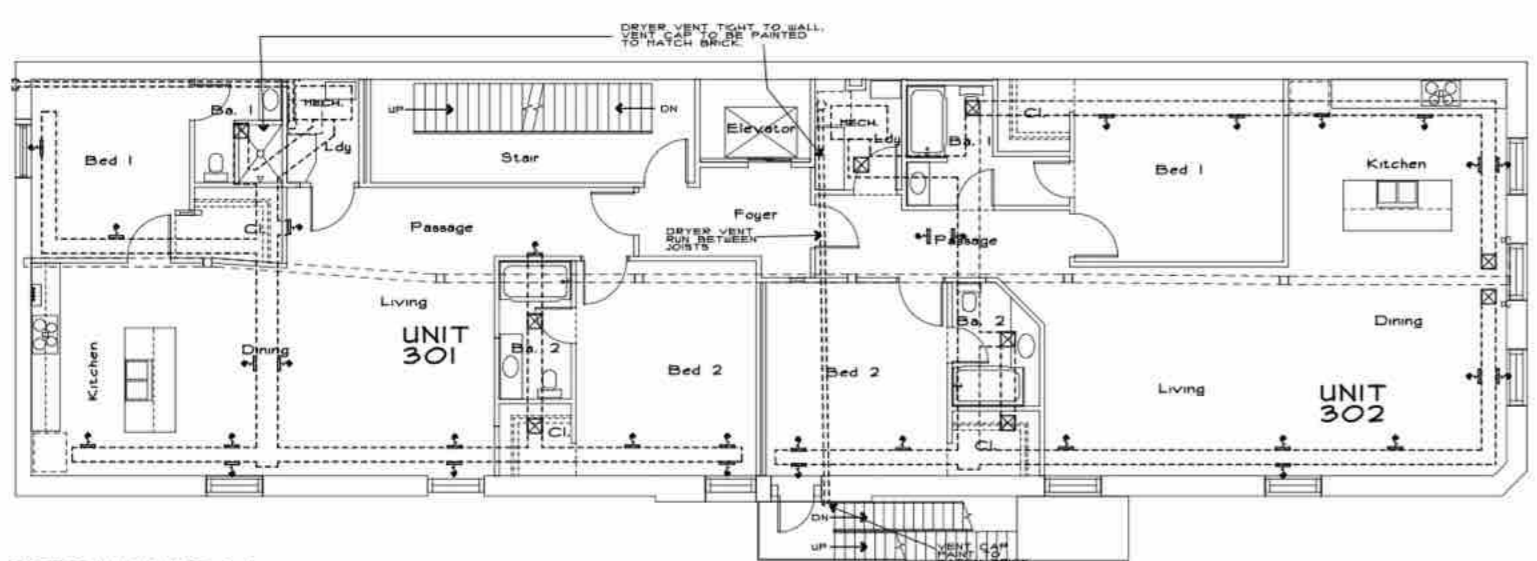 DRYER VENT TIGHT TO WALL.
VENT CAP TO BE PAINTED
TO MATCH BRICK.
Ba. 1
MECH.
Ldy
Bed 1
UP
DN
Stair
Elevator
MECH.
Ldy
Ba. 1
Cl.
Bed 1
Kitchen
Cl.
Passage
Foyer
DRYER VENT
RUN BETWEEN
JOISTS
Passage
Living
UNIT
301
Dining
Kitchen
Ba. 2
Bed 2
Cl.
Bed 2
Ba. 2
Cl.
Living
Dining
UNIT
302
DN
UP
VENT CAP